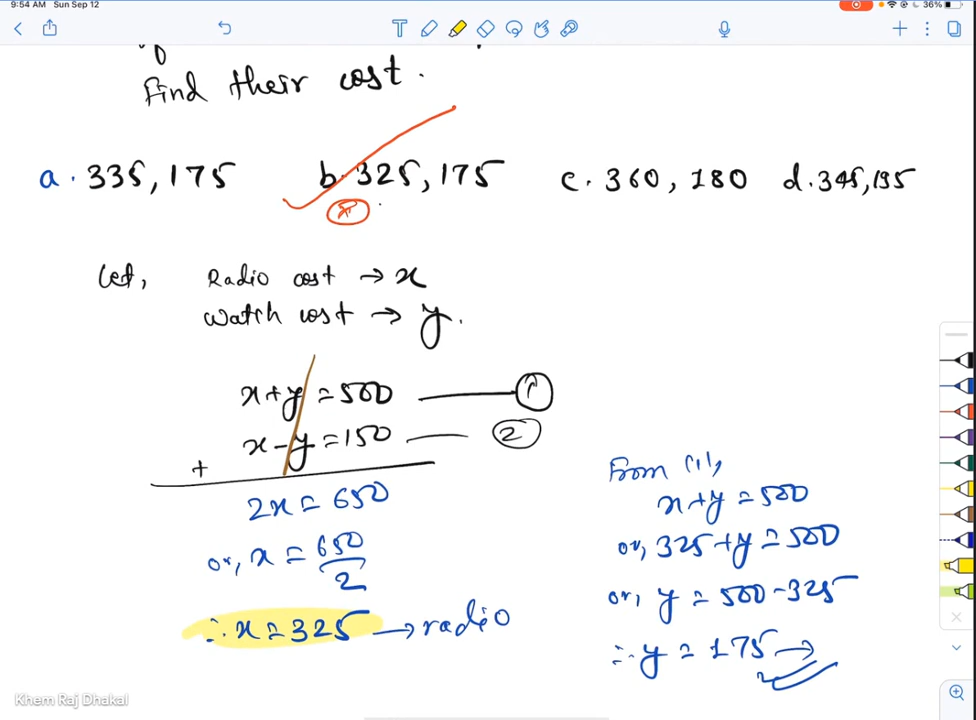 9:54 AM Sun Sep 12
36%
Find their cost.
a. 335, 175 b. 325, 175 c. 360, 180 d. 345, 195
Let, Radio cost → x
Watch cost → y.
x+y = 500 1
x-y = 150 2
+
2x = 650
or, x = 650/2
∴ x = 325 → radio
From (1),
x+y = 500
or, 325+y = 500
or, y = 500-325
∴ y = 175 →
Khem Raj Dhakal